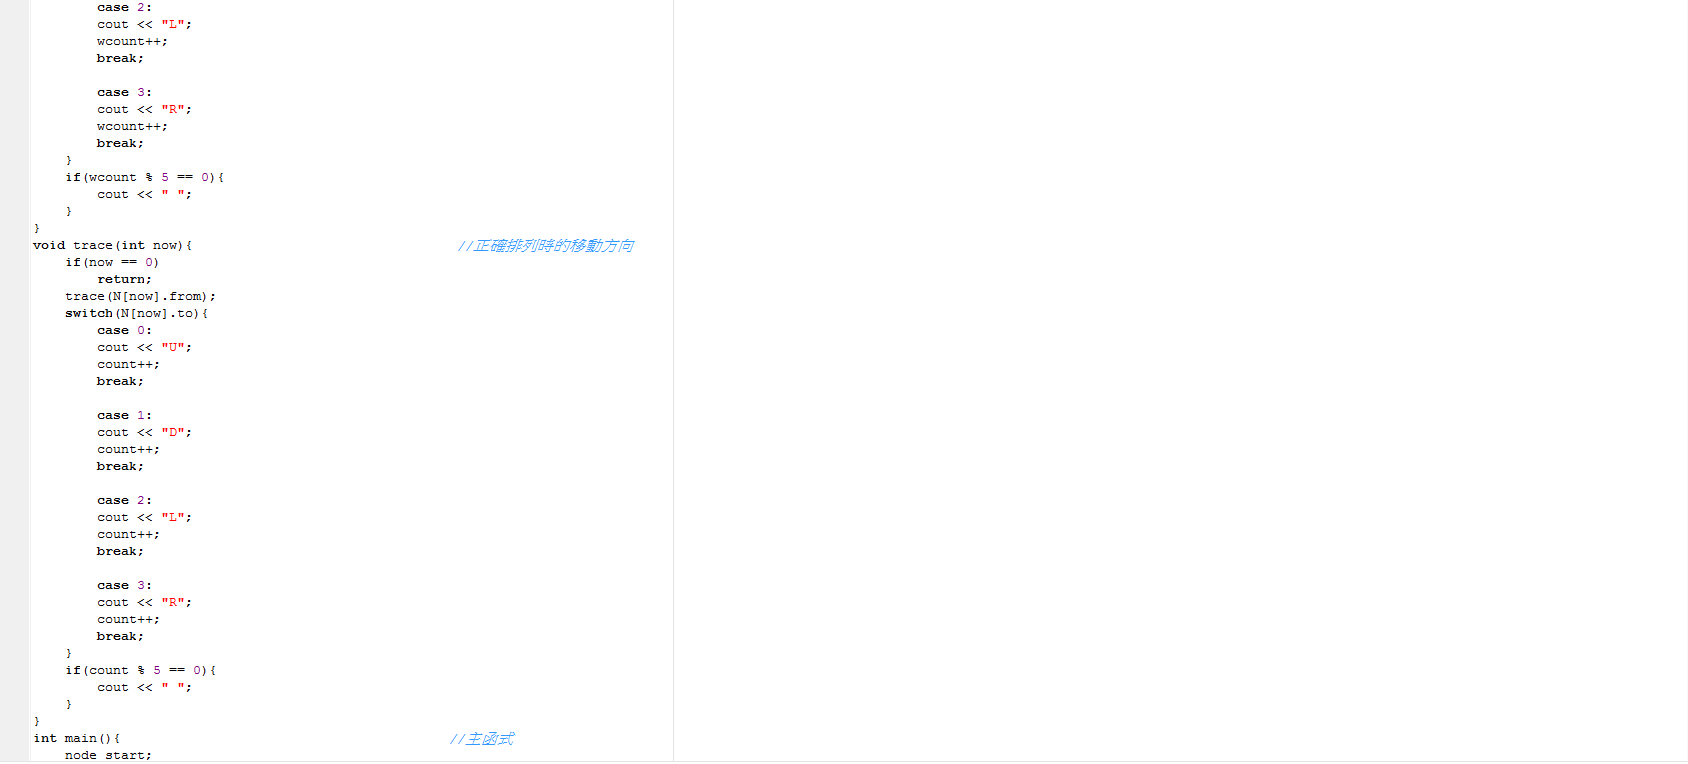 case 2:
cout << "L";
wcount++;
break;
case 3:
cout << "R";
wcount++;
break;
}
if(wcount % 5 == 0){
cout << " ";
}
}
void trace(int now){ //正確排列時的移動方向
if(now == 0)
return;
trace(N[now].from);
switch(N[now].to){
case 0:
cout << "U";
count++;
break;
case 1:
cout << "D";
count++;
break;
case 2:
cout << "L";
count++;
break;
case 3:
cout << "R";
count++;
break;
}
if(count % 5 == 0){
cout << " ";
}
}
int main(){ //主函式
node start;